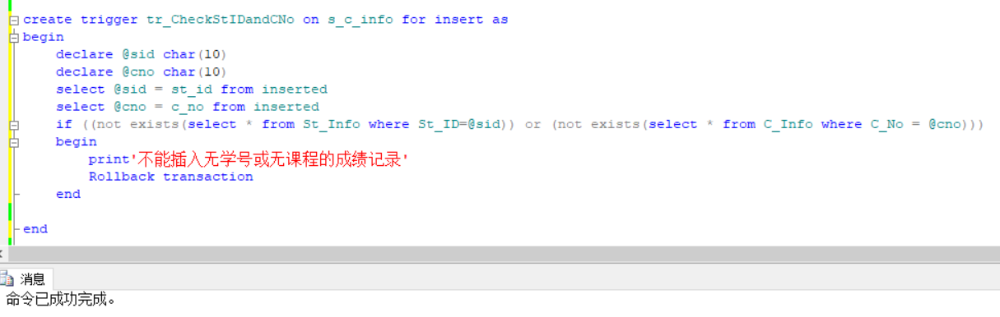 create trigger tr_CheckStIDandCNo on s_c_info for insert as
begin
declare @sid char(10)
declare @cno char(10)
select @sid = st_id from inserted
select @cno = c_no from inserted
if ((not exists(select * from St_Info where St_ID=@sid)) or (not exists(select * from C_Info where C_No = @cno)))
begin
print'不能插入无学号或无课程的成绩记录'
Rollback transaction
end
end
消息
命令已成功完成。